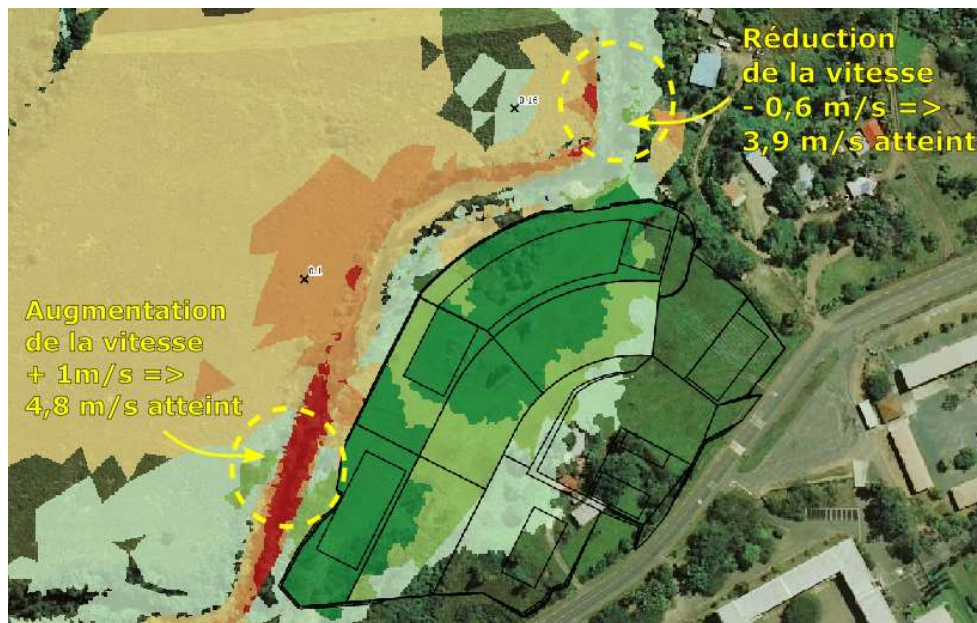 Réduction
de la vitesse
- 0,6 m/s =>
3,9 m/s atteint
0.16
0.1
Augmentation
de la vitesse
+ 1m/s =>
4,8 m/s atteint